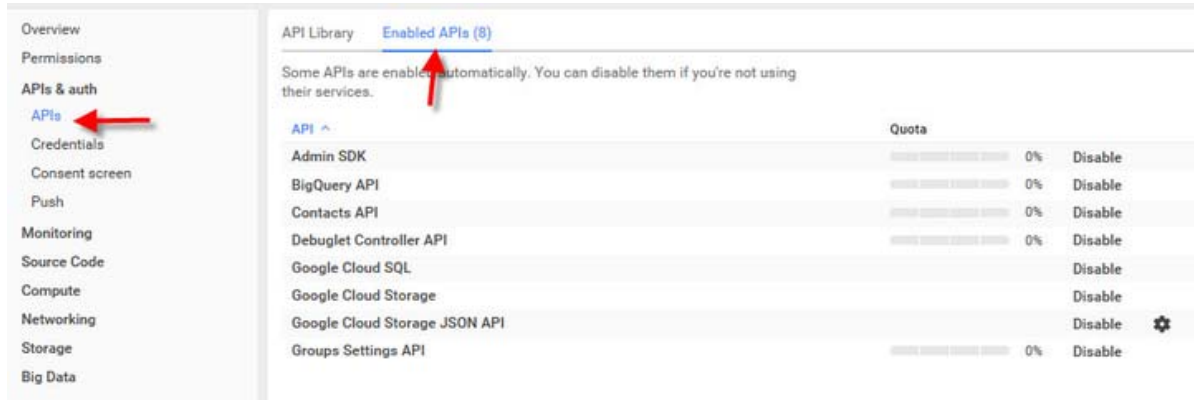 Overview
Permissions
APIs & auth
APIs
Credentials
Consent screen
Push
Monitoring
Source Code
Compute
Networking
Storage
Big Data
API Library Enabled APIs (8)
Some APIs are enabled automatically. You can disable them if you're not using
their services.
API Quota
Admin SDK 0% Disable
BigQuery API 0% Disable
Contacts API 0% Disable
Debuglet Controller API 0% Disable
Google Cloud SQL Disable
Google Cloud Storage Disable
Google Cloud Storage JSON API Disable
Groups Settings API 0% Disable